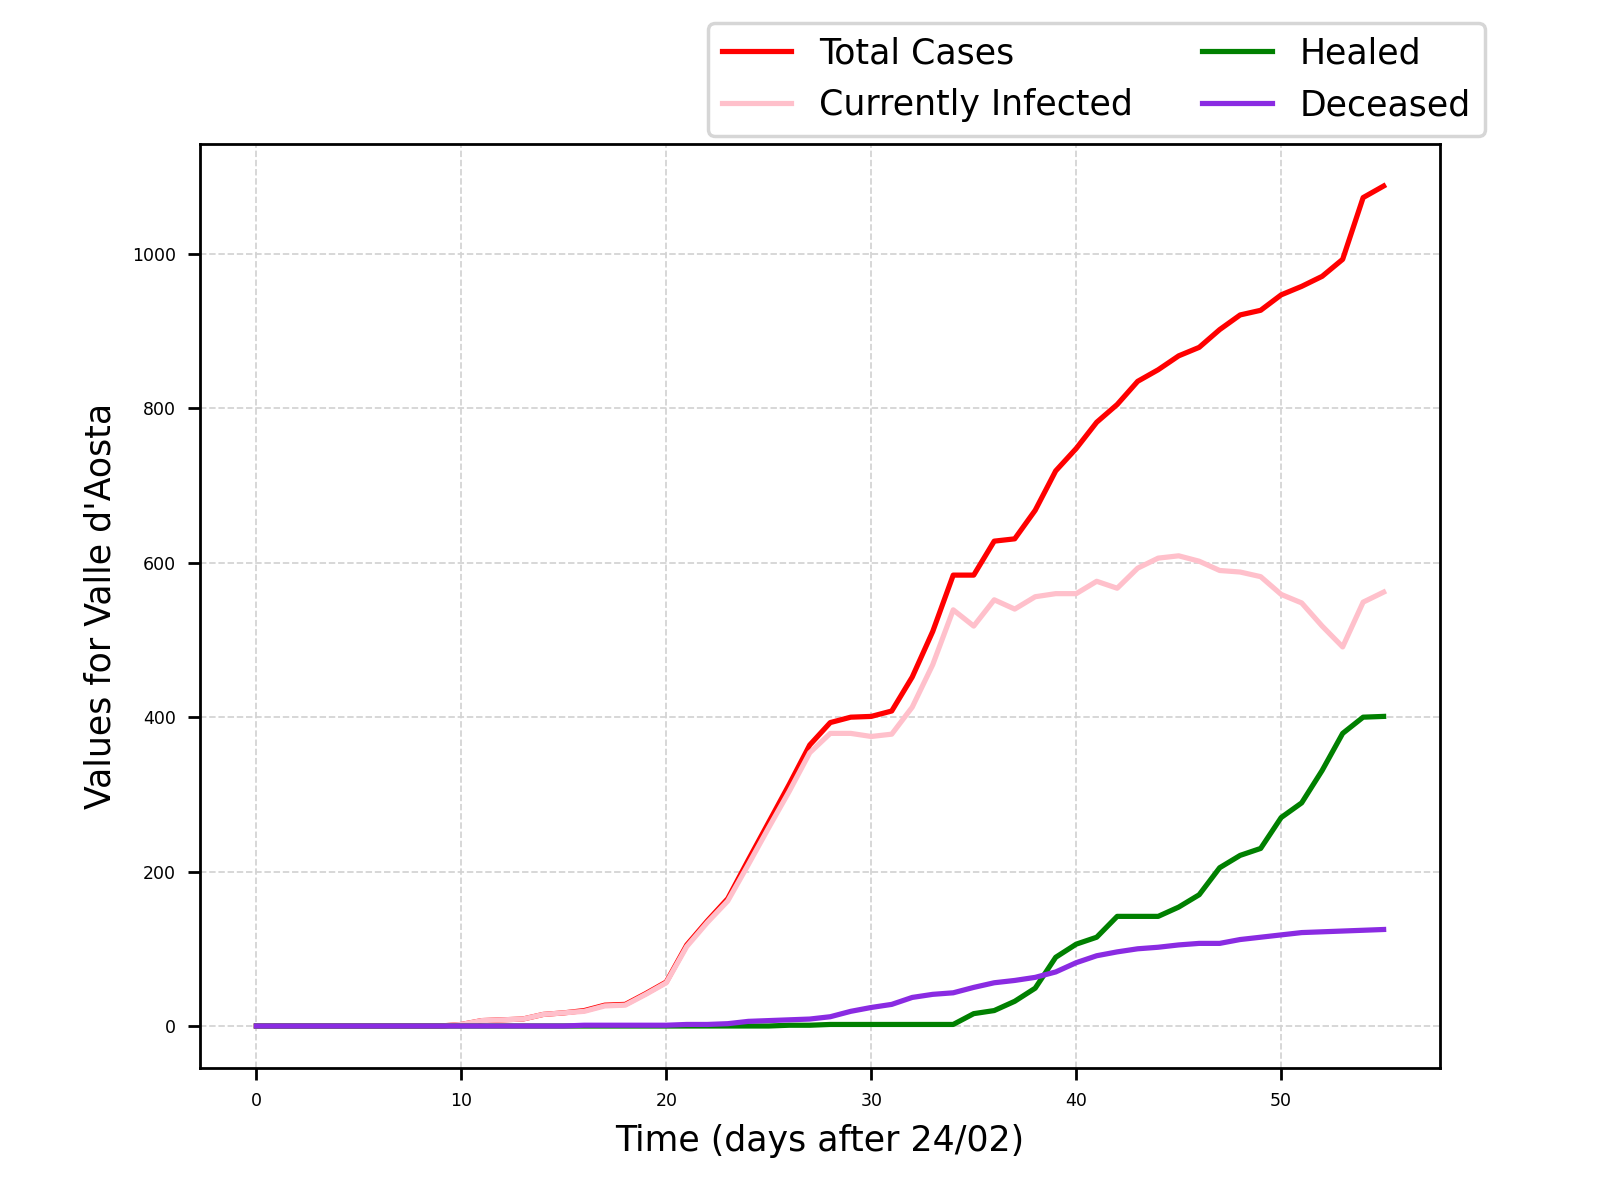 Total Cases
Currently Infected
Healed
Deceased
Values for Valle d'Aosta
1000
800
600
400
200
0
0 10 20 30 40 50
Time (days after 24/02)